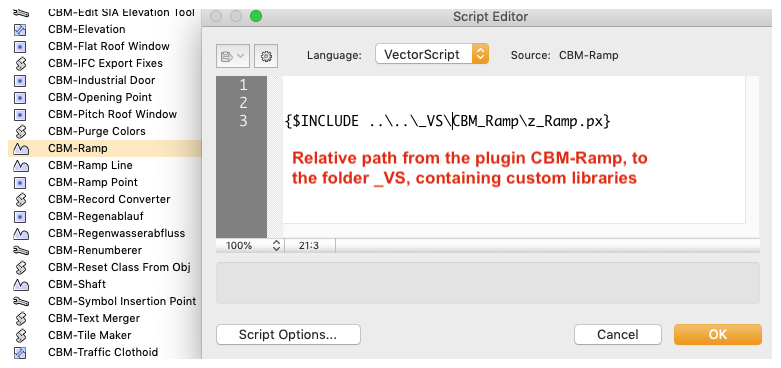 CBM-Edit SIA Elevation Tool
CBM-Elevation
CBM-Flat Roof Window
CBM-IFC Export Fixes
CBM-Industrial Door
CBM-Opening Point
CBM-Pitch Roof Window
CBM-Purge Colors
CBM-Ramp
CBM-Ramp Line
CBM-Ramp Point
CBM-Record Converter
CBM-Regenablauf
CBM-Regenwasserabfluss
CBM-Renumberer
CBM-Reset Class From Obj
CBM-Shaft
CBM-Symbol Insertion Point
CBM-Text Merger
CBM-Tile Maker
CBM-Traffic Clothoid
Script Editor
Language: VectorScript Source: CBM-Ramp
1
2
3 {$INCLUDE ..\..\_VS\CBM_Ramp\z_Ramp.px}
Relative path from the plugin CBM-Ramp, to
the folder _VS, containing custom libraries
100% 21:3
Script Options... Cancel OK